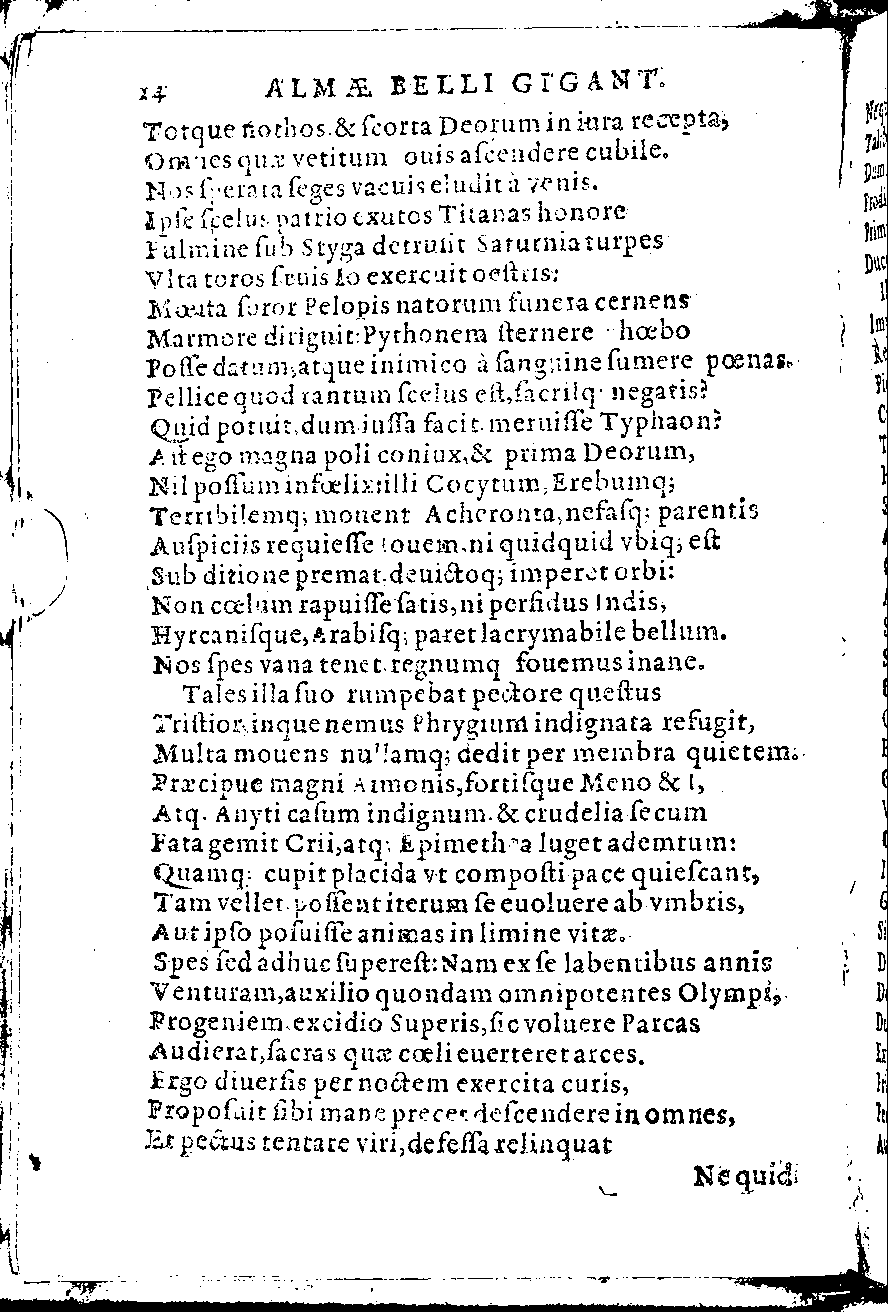 14 ALMÆ BELLI GIGANT.
Totque nothos.& ſcorta Deorum in iura recepta,
Omnes quæ vetitum ouis aſcendere cubile.
Nos ſperata ſeges vacuis eludit à venis.
Ipſe ſcelus patrio exutos Titanas honore
Fulmine ſub Styga detruſit Saturnia turpes
Vlta toros ſæuis Io exercuit oeſtris:
Mœſta ſoror Pelopis natorum funera cernens
Marmore diriguit: Pythonem ſternere hœbo
Poſſe datum, atque inimico à ſanguine ſumere pœnas.
Pellice quod tantum ſcelus eſt, ſacriſq negatis?
Quid potuit, dum iuſſa facit. meruiſſe Typhaon?
Aſt ego magna poli coniux, & prima Deorum,
Nil poſſum infœlix: illi Cocytum, Erebumq;
Terribilemq; mouent Acheronta, nefaſq; parentis
Auſpiciis requieſſe Iouem. ni quidquid vbiq; eſt
Sub ditione premat. deuictoq; imperet orbi:
Non cœlum rapuiſſe ſatis, ni perfidus Indis,
Hyrcaniſque, Arabiſq; paret lacrymabile bellum.
Nos ſpes vana tenet. regnumq fouemus inane.
Tales illa ſuo rumpebat pectore queſtus
Triſtior, inque nemus Phrygium indignata refugit,
Multa mouens nullamq; dedit per membra quietem.
Præcipue magni Aimonis, fortiſque Meno & I,
Atq. Anyti caſum indignum. & crudelia ſecum
Fata gemit Crii, atq; Epimethea luget ademtum:
Quamq; cupit placida vt compoſti pace quieſcant,
Tam vellet. poſſent iterum ſe euoluere ab vmbris,
Aut ipſo poſuiſſe animas in limine vitæ.
Spes ſed adhuc ſupereſt: Nam ex ſe labentibus annis
Venturam, auxilio quondam omnipotentes Olympi,
Progeniem. excidio Superis, ſic voluere Parcas
Audierat, ſacras quæ cœli euerteret arces.
Ergo diuerſis per noctem exercita curis,
Propoſuit ſibi mane preces deſcendere in omnes,
Et pectus tentare viri, defeſſa relinquat
Ne quid